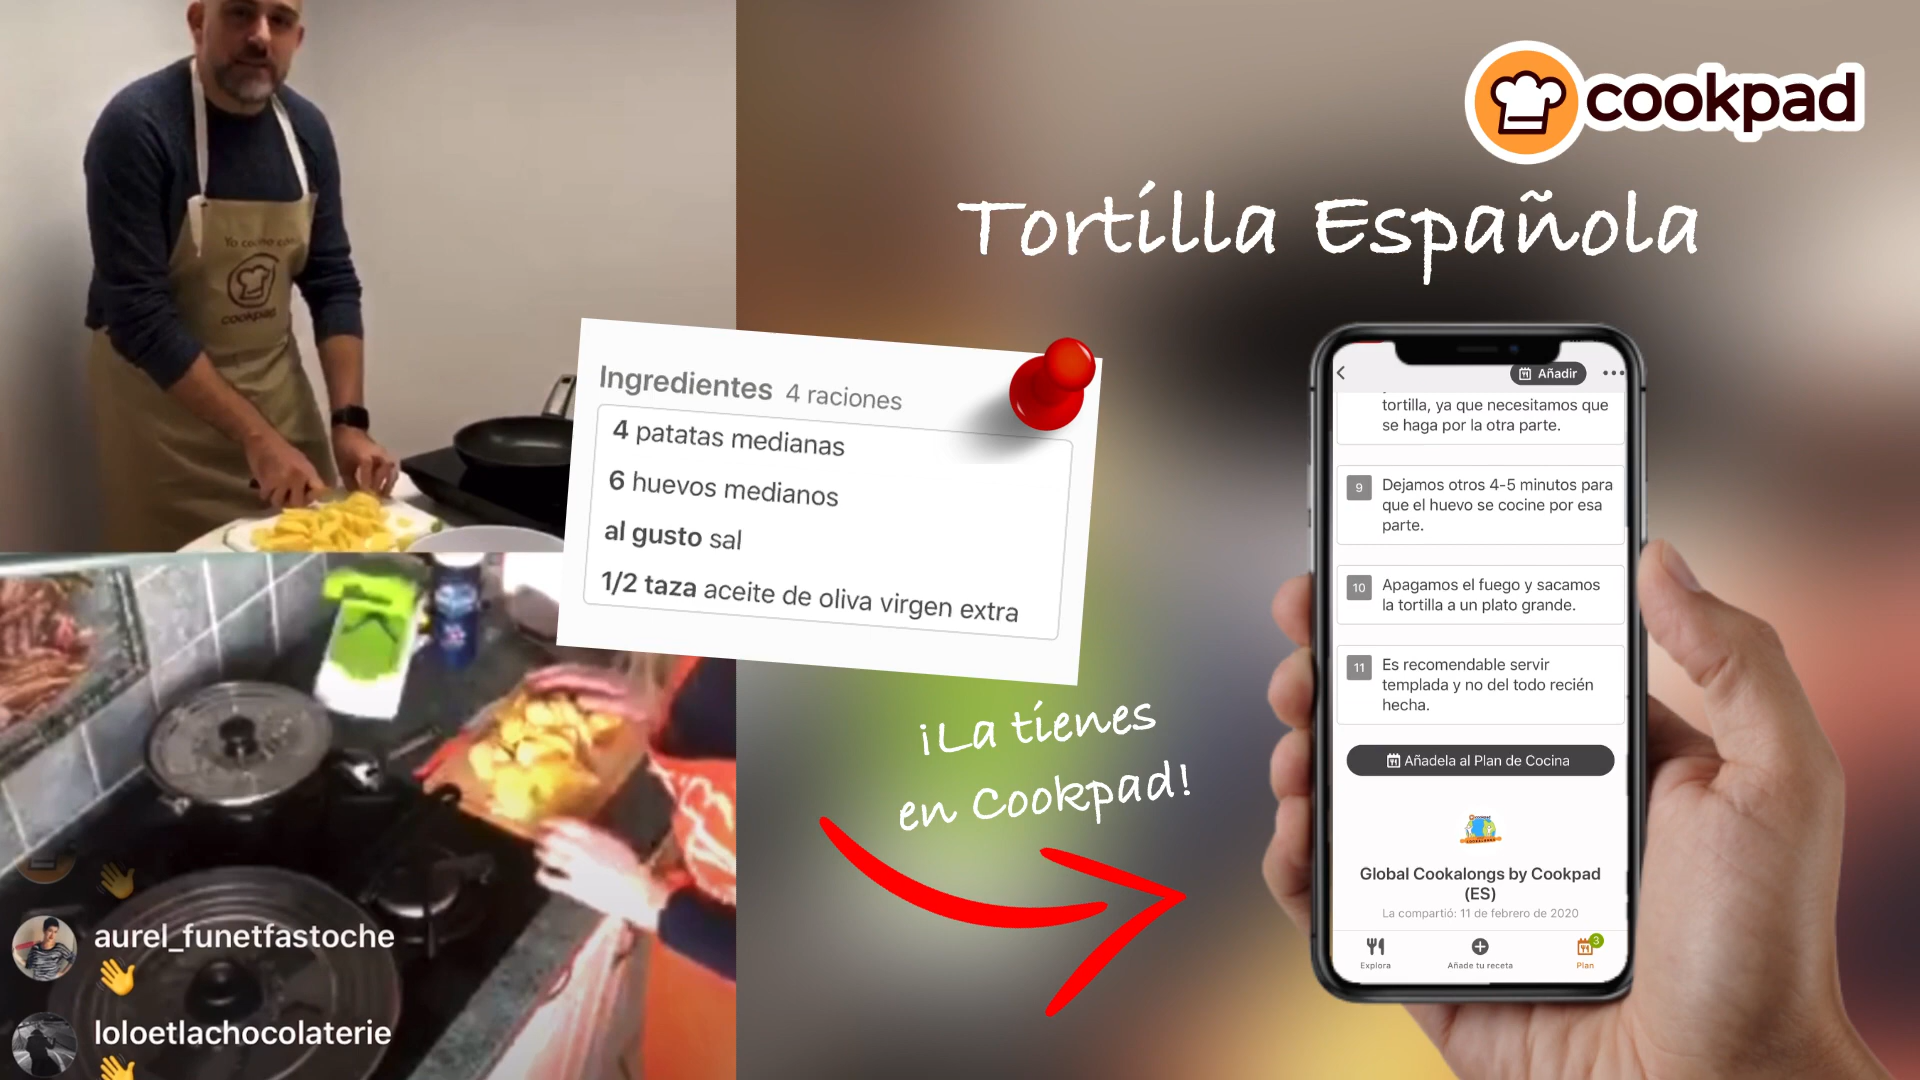 cookpad
Tortilla Española
Yo cocino con
cookpad
Ingredientes 4 raciones
4 patatas medianas
6 huevos medianos
al gusto sal
1/2 taza aceite de oliva virgen extra
¡La tienes
en Cookpad!
Añadir
tortilla, ya que necesitamos que
se haga por la otra parte.
9 Dejamos otros 4-5 minutos para
que el huevo se cocine por esa
parte.
10 Apagamos el fuego y sacamos
la tortilla a un plato grande.
11 Es recomendable servir
templada y no del todo recién
hecha.
Añadela al Plan de Cocina
Global Cookalongs by Cookpad
(ES)
La compartió: 11 de febrero de 2020
3
Explora
Añade tu receta
Plan
aurel_funetfastoche
loloetlachocolaterie